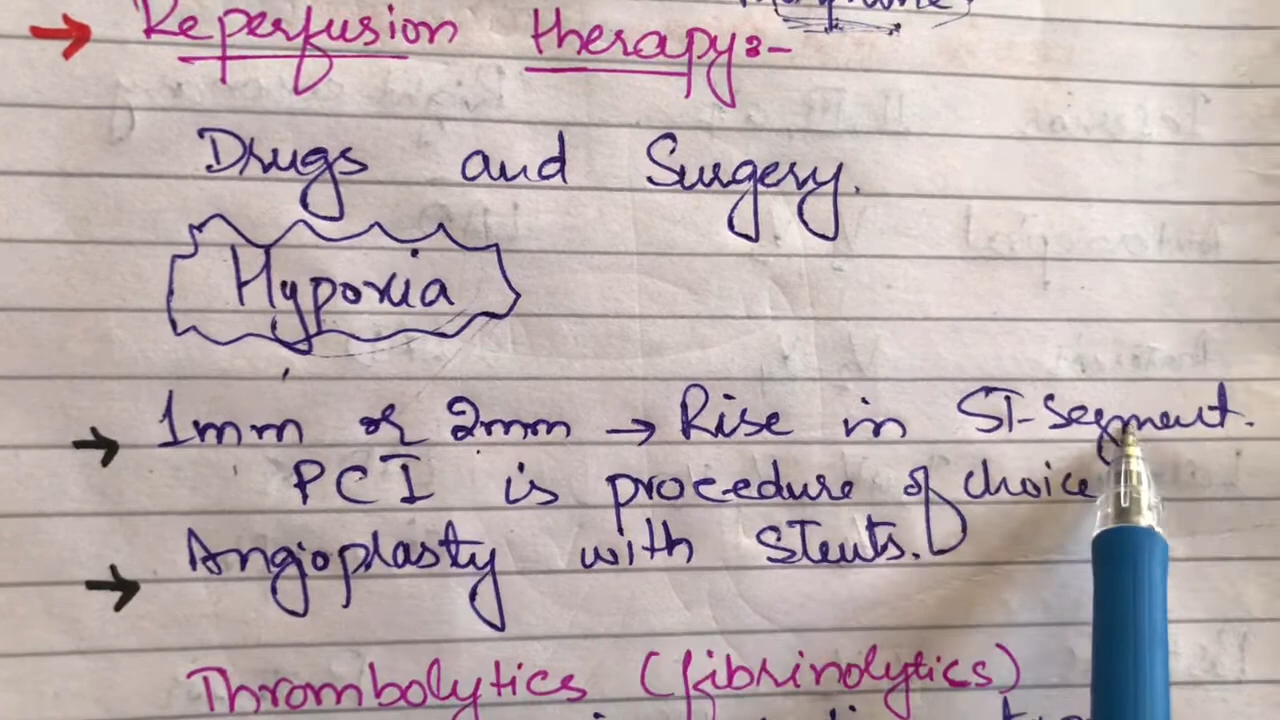 Reperfusion therapy:-
Drugs and Surgery.
Hypoxia
1mm or 2mm → Rise in ST-segment.
PCI is procedure of choice
Angioplasty with stents.
Thrombolytics (fibrinolytics)